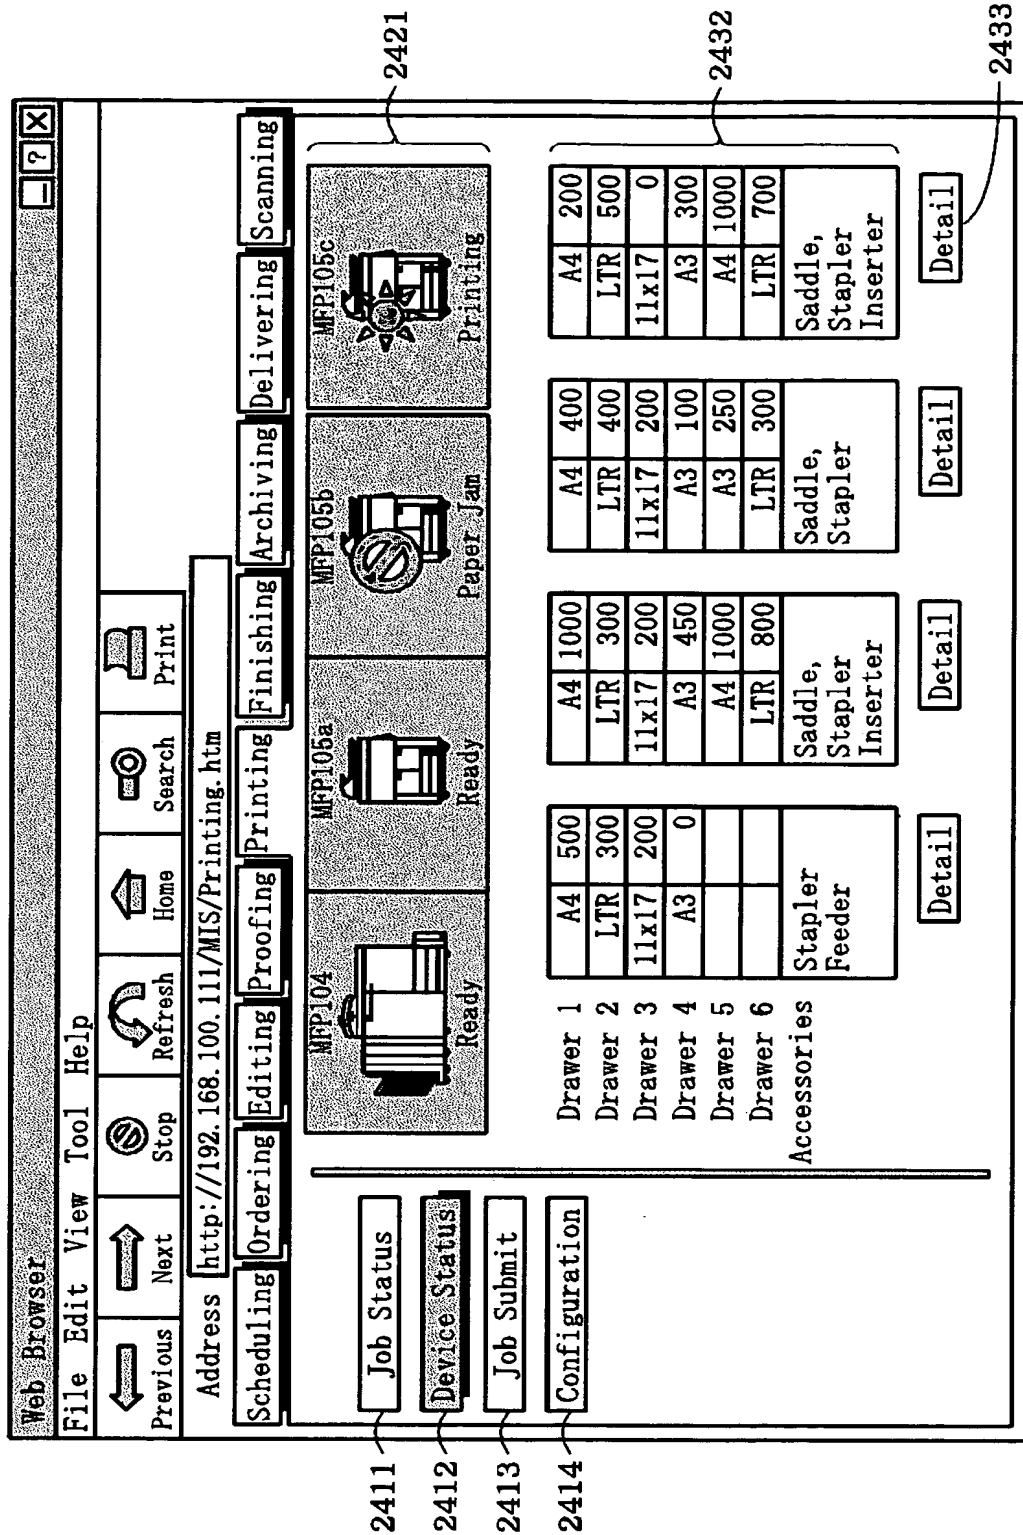 Web Browser
_ ? X
File Edit View Tool Help
Previous Next Stop Refresh Home Search Print
Address http://192.168.100.111/MIS/Printing.htm
Scheduling Ordering Editing Proofing Printing Finishing Archiving Delivering Scanning
MFP104 MFP105a MFP105b MFP105c
Ready Ready Paper Jam Printing
2421
2411 Job Status
2412 Device Status
2413 Job Submit
2414 Configuration
Drawer 1 A4 500 A4 1000 A4 400 A4 200
Drawer 2 LTR 300 LTR 300 LTR 400 LTR 500
Drawer 3 11x17 200 11x17 200 11x17 200 11x17 0
Drawer 4 A3 0 A3 450 A3 100 A3 300
Drawer 5 A4 1000 A3 250 A4 1000
Drawer 6 LTR 800 LTR 300 LTR 700
Accessories Stapler Saddle, Saddle, Saddle,
Feeder Stapler Stapler Stapler
Inserter Inserter
2432
Detail Detail Detail Detail
2433